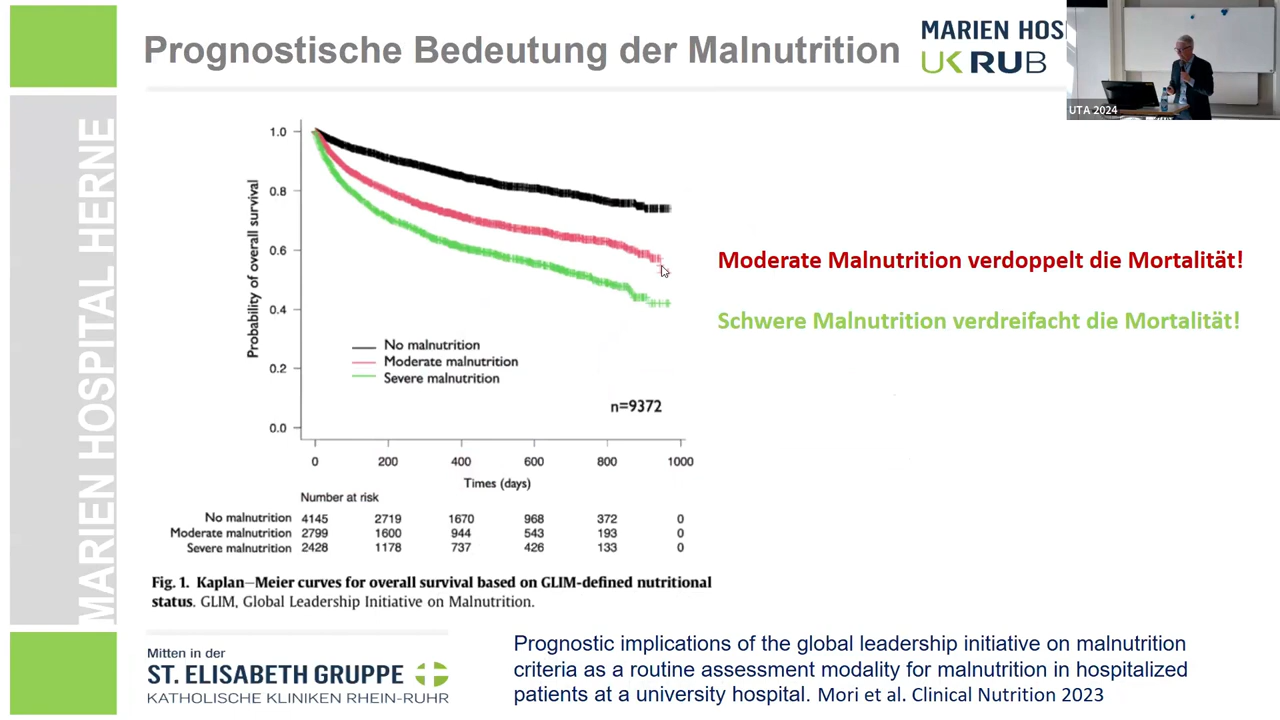 Prognostische Bedeutung der Malnutrition
MARIEN HOS
UK RUB
UTA 2024
MARIEN HOSPITAL HERNE
1.0
0.8
0.6
0.4
0.2
0.0
Probability of overall survival
No malnutrition
Moderate malnutrition
Severe malnutrition
n=9372
0 200 400 600 800 1000
Times (days)
Number at risk
No malnutrition 4145 2719 1670 968 372 0
Moderate malnutrition 2799 1600 944 543 193 0
Severe malnutrition 2428 1178 737 426 133 0
Fig. 1. Kaplan–Meier curves for overall survival based on GLIM-defined nutritional
status. GLIM, Global Leadership Initiative on Malnutrition.
Moderate Malnutrition verdoppelt die Mortalität!
Schwere Malnutrition verdreifacht die Mortalität!
Mitten in der
ST. ELISABETH GRUPPE
KATHOLISCHE KLINIKEN RHEIN-RUHR
Prognostic implications of the global leadership initiative on malnutrition
criteria as a routine assessment modality for malnutrition in hospitalized
patients at a university hospital. Mori et al. Clinical Nutrition 2023